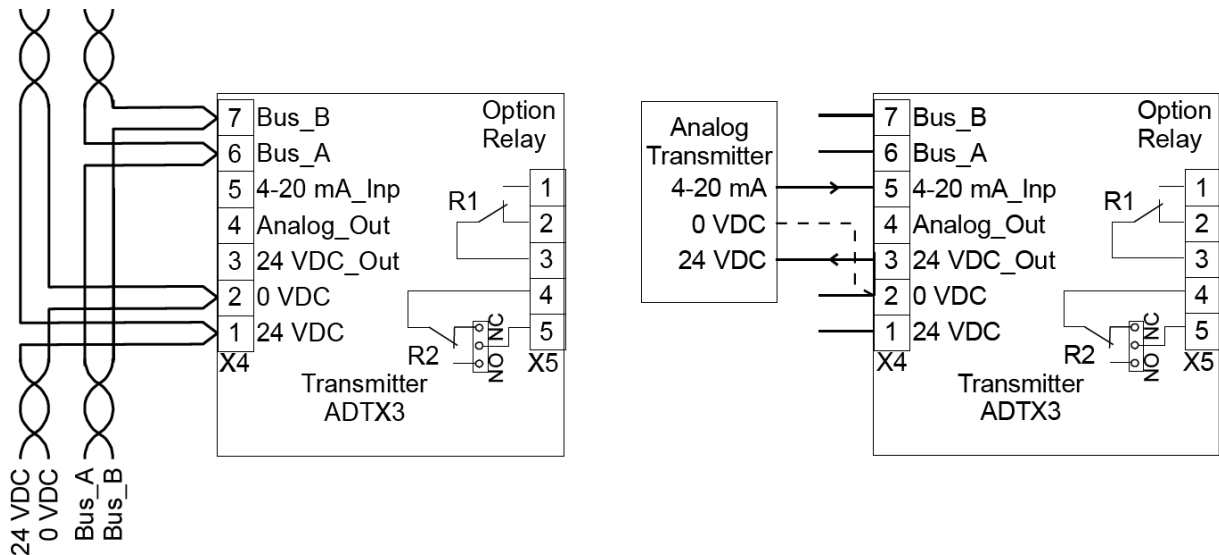 7 Bus_B
6 Bus_A
5 4-20 mA_Inp
4 Analog_Out
3 24 VDC_Out
2 0 VDC
1 24 VDC
X4
Option
Relay
R1
1
2
3
4
5
R2
NC
NO
X5
Transmitter
ADTX3
24 VDC
0 VDC
Bus_A
Bus_B
Analog
Transmitter
4-20 mA
0 VDC
24 VDC
7 Bus_B
6 Bus_A
5 4-20 mA_Inp
4 Analog_Out
3 24 VDC_Out
2 0 VDC
1 24 VDC
X4
Option
Relay
R1
1
2
3
4
5
R2
NC
NO
X5
Transmitter
ADTX3